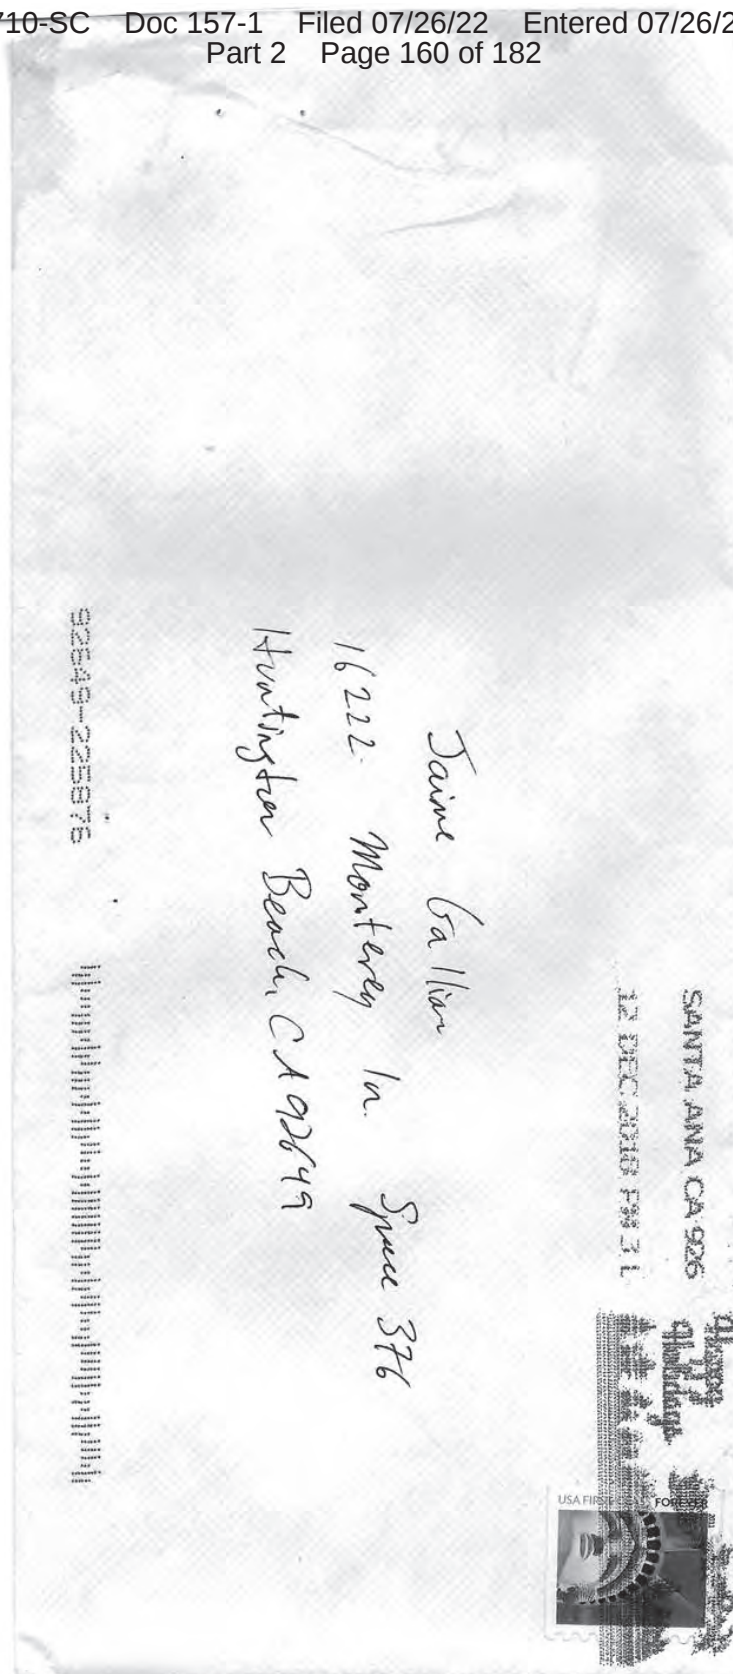 710-SC Doc 157-1 Filed 07/26/22 Entered 07/26/2
Part 2 Page 160 of 182
SANTA ANA CA 926
12 DEC 2018 PM 3 L
Happy
Holidays
USA FIRST FOREVER
Jaime Gallian
16222 Monterey ln. Space 376
Huntington Beach, CA 92649
92649-225876